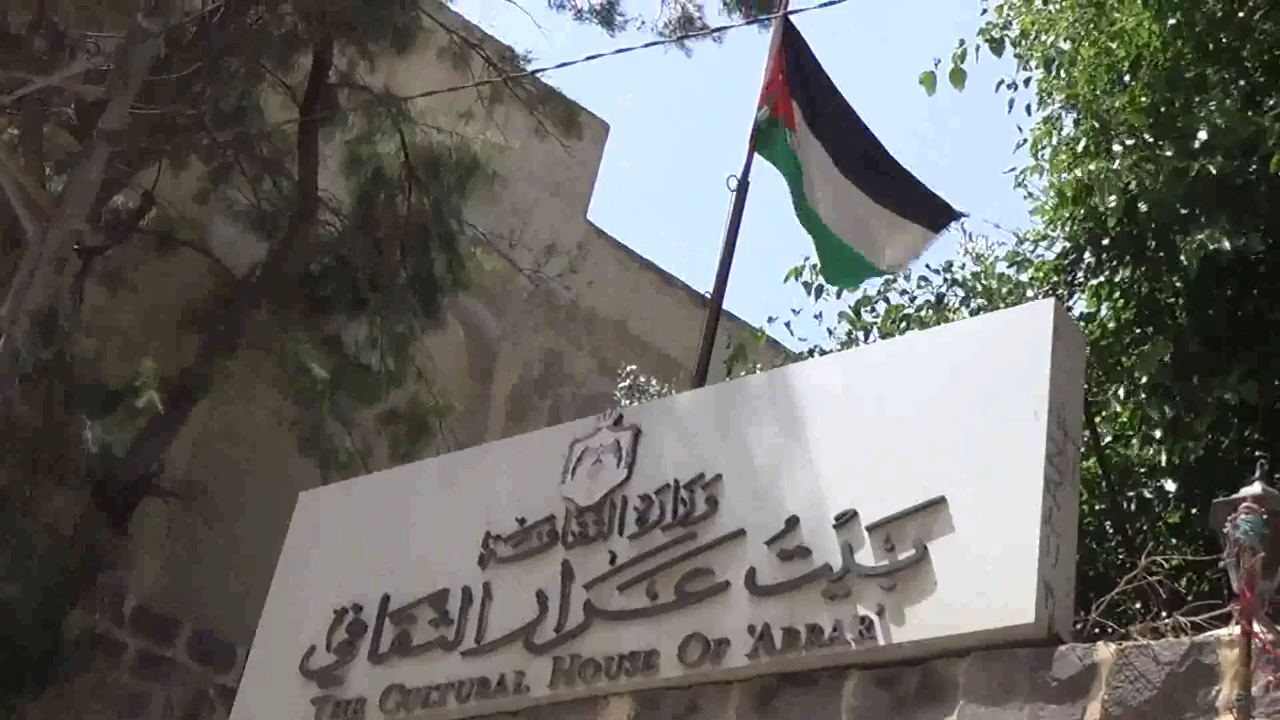 وزارة الثقافة
بيت عرار الثقافي
THE CULTURAL HOUSE OF 'ARRAR